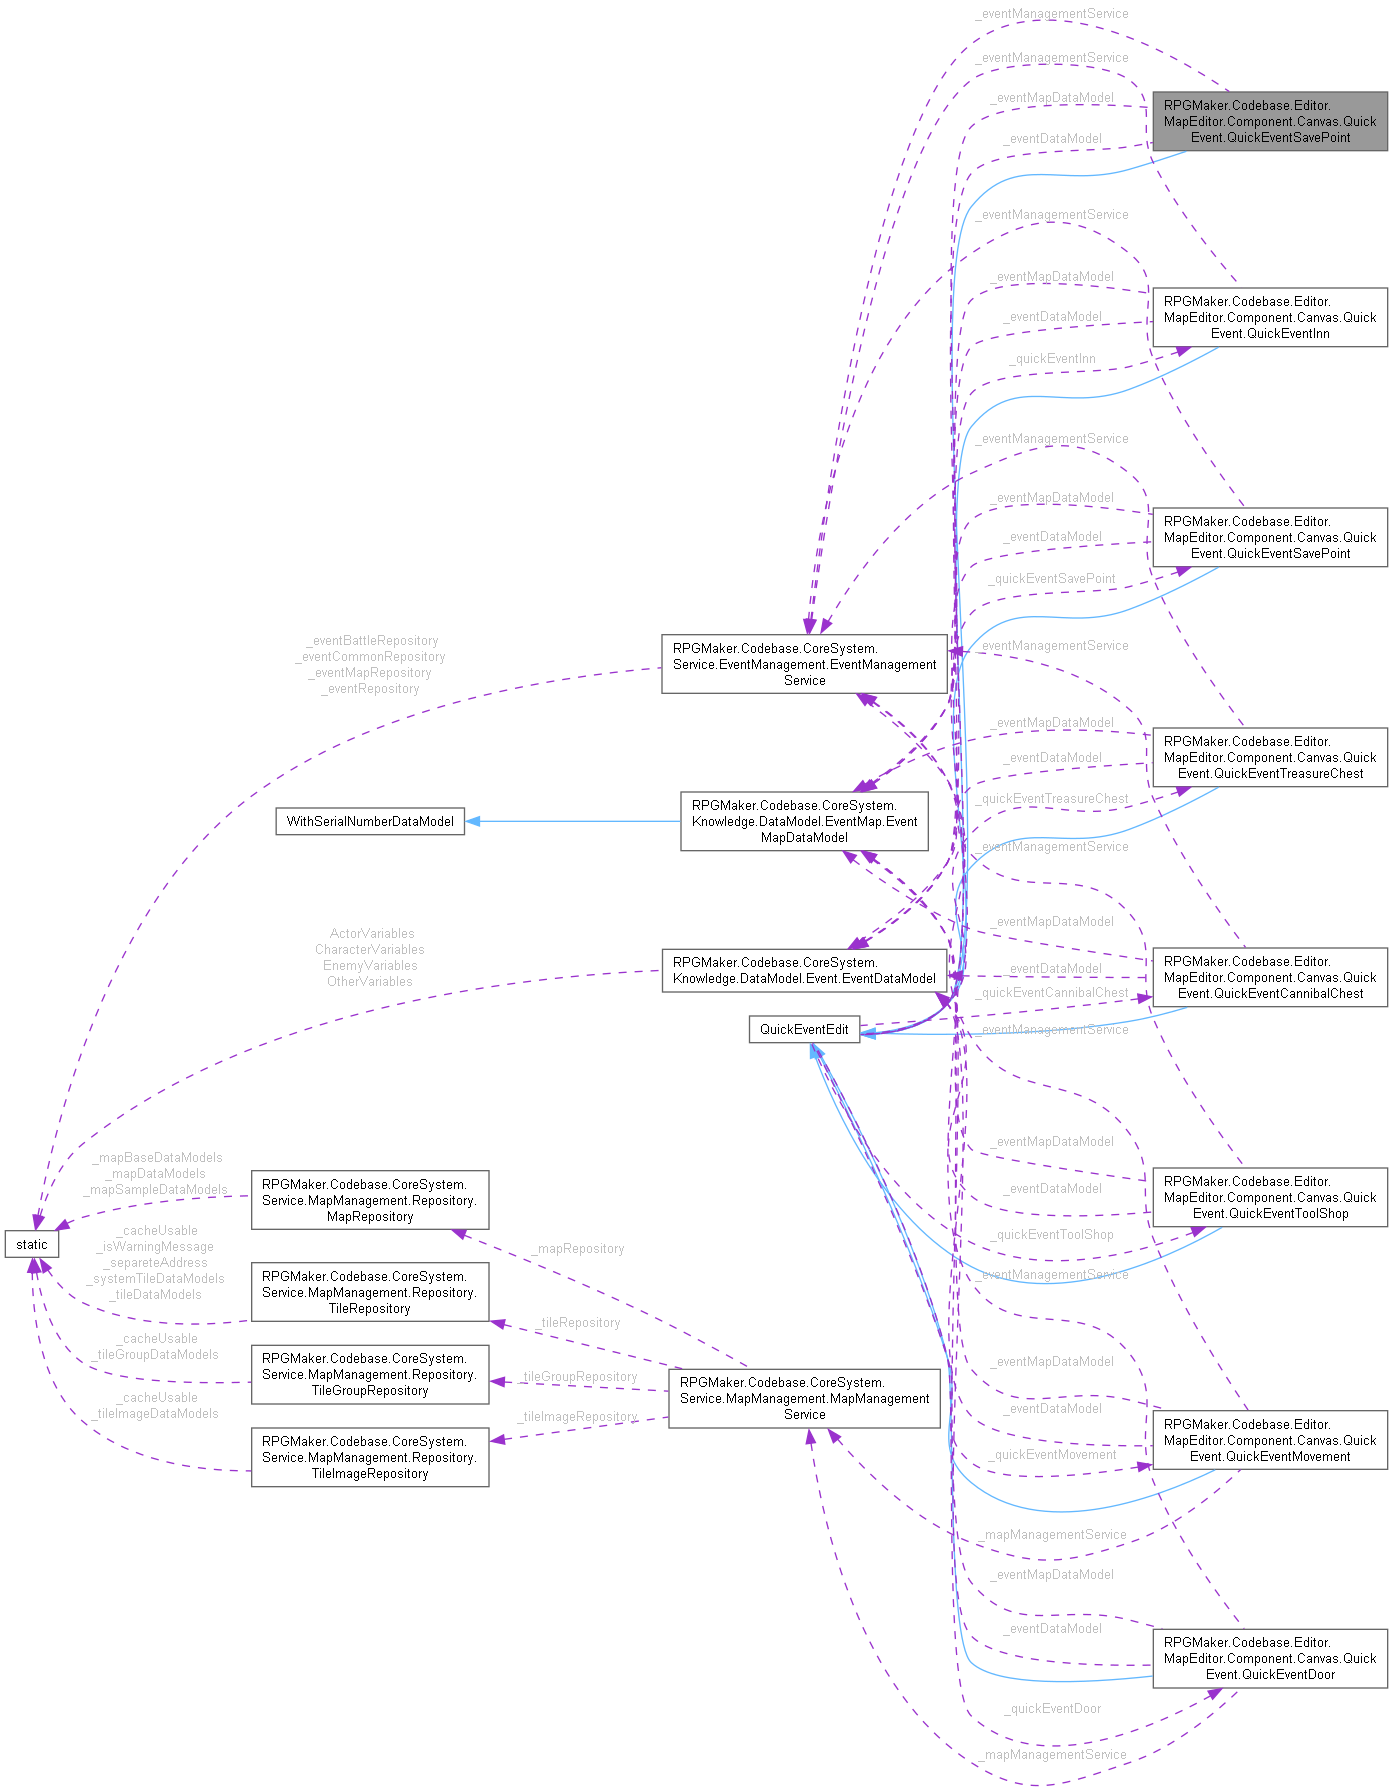 _eventManagementService
_eventManagementService
_eventMapDataModel
_eventDataModel
RPGMaker.Codebase.Editor.
MapEditor.Component.Canvas.Quick
Event.QuickEventSavePoint
_eventManagementService
_eventMapDataModel
_eventDataModel
_quickEventInn
RPGMaker.Codebase.Editor.
MapEditor.Component.Canvas.Quick
Event.QuickEventInn
_eventManagementService
_eventMapDataModel
_eventDataModel
_quickEventSavePoint
RPGMaker.Codebase.Editor.
MapEditor.Component.Canvas.Quick
Event.QuickEventSavePoint
_eventManagementService
RPGMaker.Codebase.CoreSystem.
Service.EventManagement.EventManagement
Service
_eventBattleRepository
_eventCommonRepository
_eventMapRepository
_eventRepository
_eventMapDataModel
_eventDataModel
_quickEventTreasureChest
RPGMaker.Codebase.Editor.
MapEditor.Component.Canvas.Quick
Event.QuickEventTreasureChest
WithSerialNumberDataModel
RPGMaker.Codebase.CoreSystem.
Knowledge.DataModel.EventMap.Event
MapDataModel
_eventManagementService
_eventMapDataModel
_eventDataModel
_quickEventCannibalChest
RPGMaker.Codebase.Editor.
MapEditor.Component.Canvas.Quick
Event.QuickEventCannibalChest
ActorVariables
CharacterVariables
EnemyVariables
OtherVariables
RPGMaker.Codebase.CoreSystem.
Knowledge.DataModel.Event.EventDataModel
QuickEventEdit
_eventManagementService
_eventMapDataModel
_eventDataModel
_quickEventToolShop
RPGMaker.Codebase.Editor.
MapEditor.Component.Canvas.Quick
Event.QuickEventToolShop
_mapBaseDataModels
_mapDataModels
_mapSampleDataModels
RPGMaker.Codebase.CoreSystem.
Service.MapManagement.Repository.
MapRepository
static
_cacheUsable
_isWarningMessage
_separeteAddress
_systemTileDataModels
_tileDataModels
RPGMaker.Codebase.CoreSystem.
Service.MapManagement.Repository.
TileRepository
_mapRepository
_eventManagementService
_tileRepository
_cacheUsable
_tileGroupDataModels
RPGMaker.Codebase.CoreSystem.
Service.MapManagement.Repository.
TileGroupRepository
_tileGroupRepository
RPGMaker.Codebase.CoreSystem.
Service.MapManagement.MapManagement
Service
_cacheUsable
_tileImageDataModels
RPGMaker.Codebase.CoreSystem.
Service.MapManagement.Repository.
TileImageRepository
_tileImageRepository
_eventMapDataModel
_eventDataModel
_quickEventMovement
RPGMaker.Codebase.Editor.
MapEditor.Component.Canvas.Quick
Event.QuickEventMovement
_mapManagementService
_eventMapDataModel
_eventDataModel
RPGMaker.Codebase.Editor.
MapEditor.Component.Canvas.Quick
Event.QuickEventDoor
_quickEventDoor
_mapManagementService